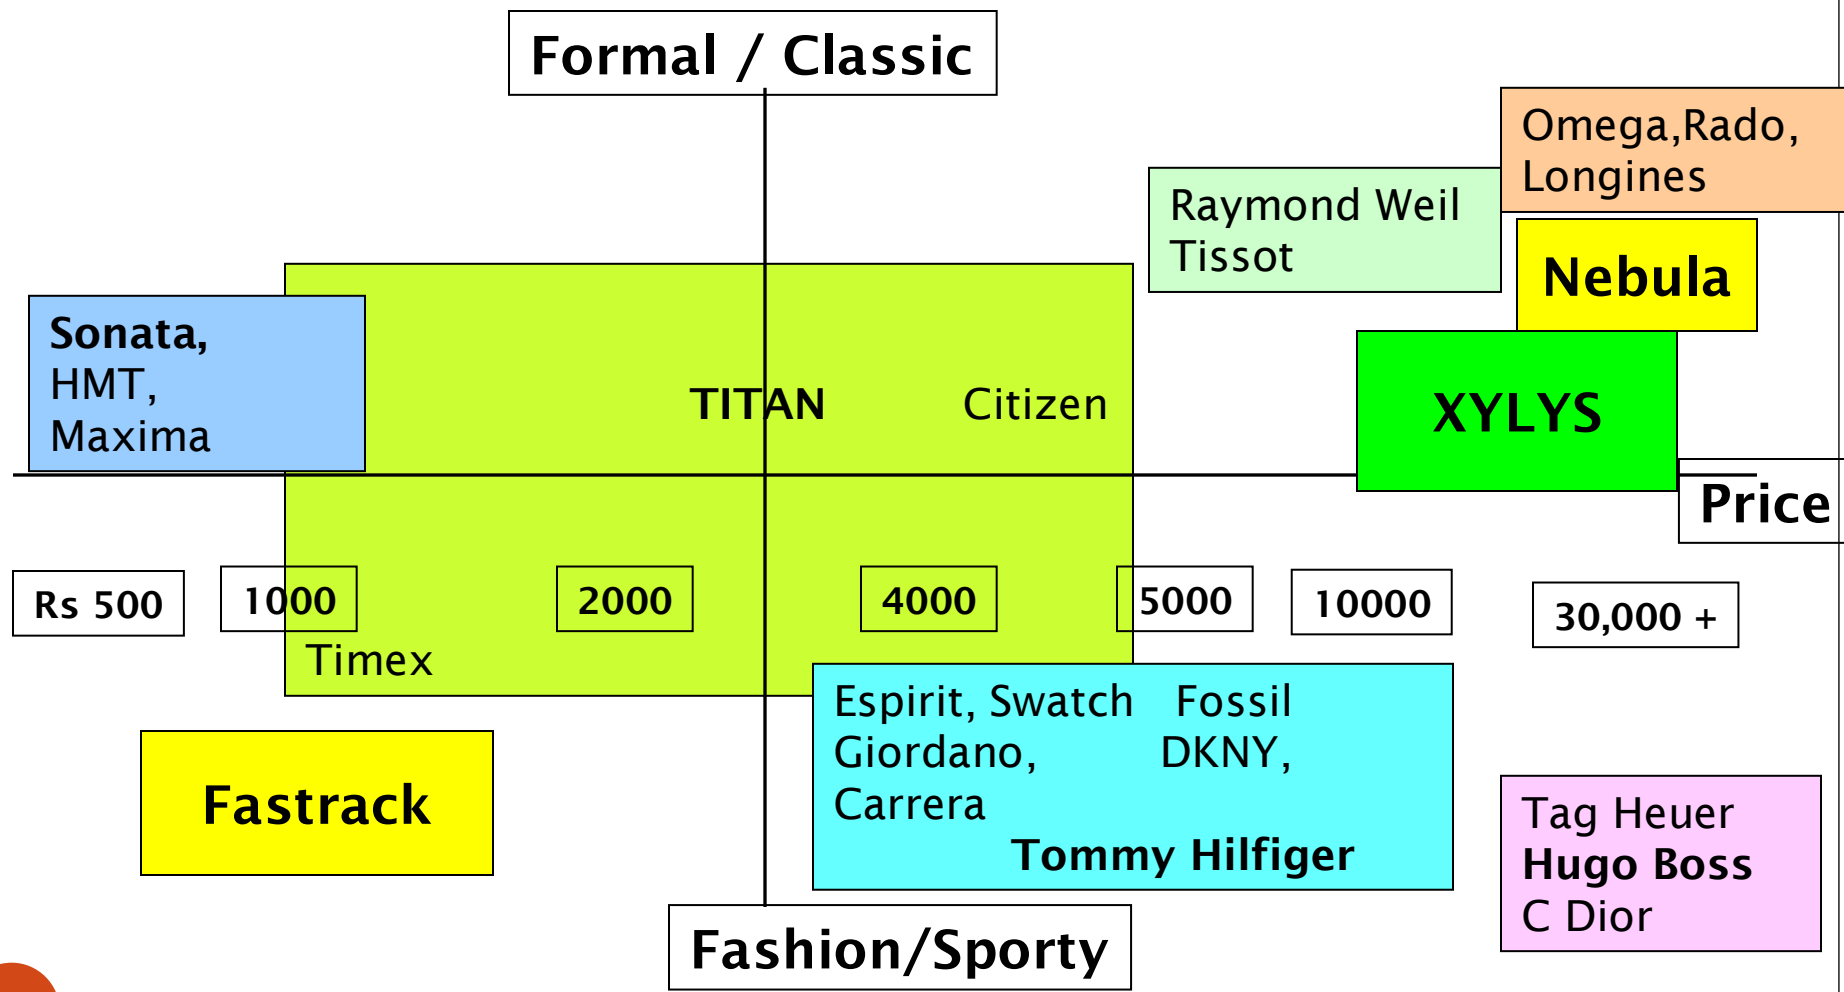 Formal / Classic
Omega,Rado,
Longines
Raymond Weil
Tissot
Nebula
Sonata,
HMT,
Maxima
TITAN
Citizen
XYLYS
Price
Rs 500
1000
2000
4000
5000
10000
30,000 +
Timex
Espirit, Swatch Fossil
Giordano, DKNY,
Carrera
Tommy Hilfiger
Fastrack
Tag Heuer
Hugo Boss
C Dior
Fashion/Sporty